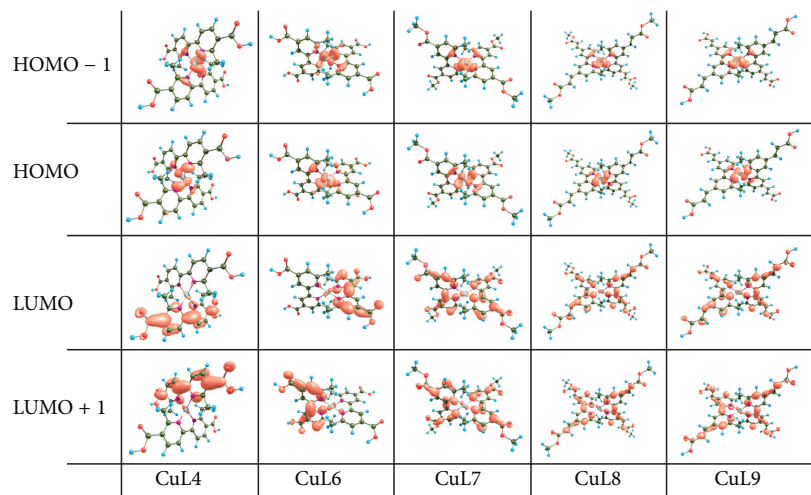 HOMO – 1
HOMO
LUMO
LUMO + 1
CuL4 CuL6 CuL7 CuL8 CuL9